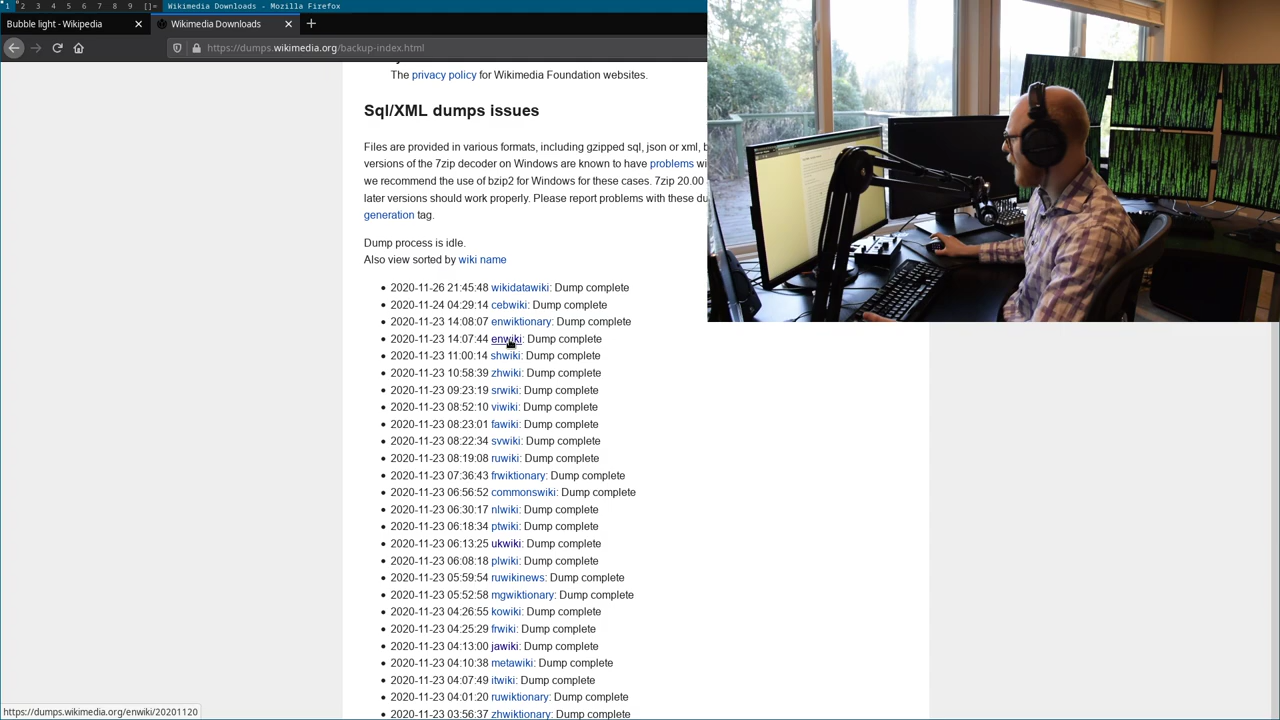 1 2 3 4 5 6 7 8 9 []= Wikimedia Downloads - Mozilla Firefox
Bubble light - Wikipedia
Wikimedia Downloads
https://dumps.wikimedia.org/backup-index.html
The privacy policy for Wikimedia Foundation websites.
Sql/XML dumps issues
Files are provided in various formats, including gzipped sql, json or xml,
versions of the 7zip decoder on Windows are known to have problems
we recommend the use of bzip2 for Windows for these cases. 7zip 20.00
later versions should work properly. Please report problems with these
generation tag.
Dump process is idle.
Also view sorted by wiki name
2020-11-26 21:45:48 wikidatawiki: Dump complete
2020-11-24 04:29:14 cebwiki: Dump complete
2020-11-23 14:08:07 enwiktionary: Dump complete
2020-11-23 14:07:44 enwiki: Dump complete
2020-11-23 11:00:14 shwiki: Dump complete
2020-11-23 10:58:39 zhwiki: Dump complete
2020-11-23 09:23:19 srwiki: Dump complete
2020-11-23 08:52:10 viwiki: Dump complete
2020-11-23 08:23:01 fawiki: Dump complete
2020-11-23 08:22:34 svwiki: Dump complete
2020-11-23 08:19:08 ruwiki: Dump complete
2020-11-23 07:36:43 frwiktionary: Dump complete
2020-11-23 06:56:52 commonswiki: Dump complete
2020-11-23 06:30:17 nlwiki: Dump complete
2020-11-23 06:18:34 ptwiki: Dump complete
2020-11-23 06:13:25 ukwiki: Dump complete
2020-11-23 06:08:18 plwiki: Dump complete
2020-11-23 05:59:54 ruwikinews: Dump complete
2020-11-23 05:52:58 mgwiktionary: Dump complete
2020-11-23 04:26:55 kowiki: Dump complete
2020-11-23 04:25:29 frwiki: Dump complete
2020-11-23 04:13:00 jawiki: Dump complete
2020-11-23 04:10:38 metawiki: Dump complete
2020-11-23 04:07:49 itwiki: Dump complete
2020-11-23 04:01:20 ruwiktionary: Dump complete
2020-11-23 03:56:37 zhwiktionary: Dump complete
https://dumps.wikimedia.org/enwiki/20201120